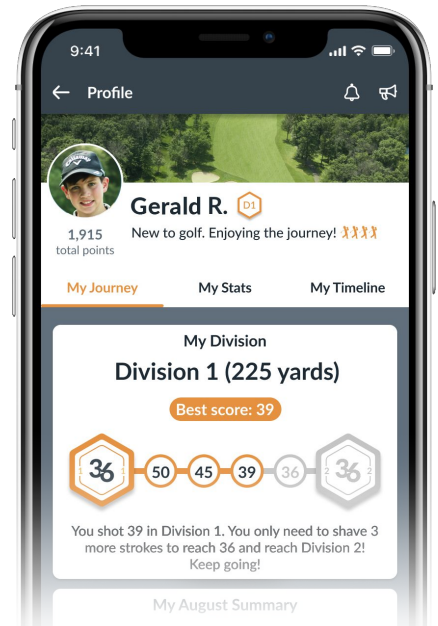 9:41
Profile
Gerald R. D1
New to golf. Enjoying the journey!
1,915
total points
My Journey My Stats My Timeline
My Division
Division 1 (225 yards)
Best score: 39
1 36 1 50 45 39 36 2 36 2
You shot 39 in Division 1. You only need to shave 3
more strokes to reach 36 and reach Division 2!
Keep going!
My August Summary